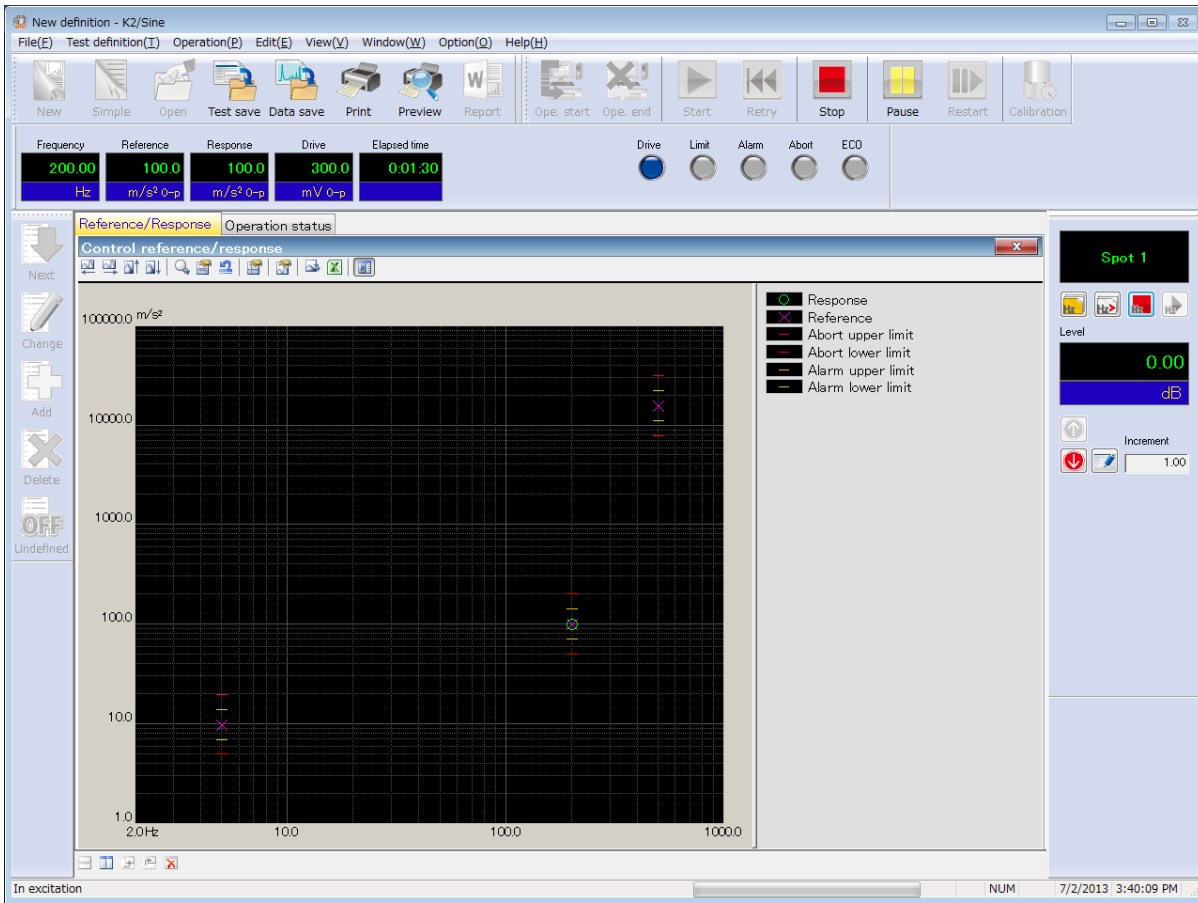 New definition - K2/Sine
File(F) Test definition(T) Operation(P) Edit(E) View(V) Window(W) Option(O) Help(H)
New Simple Open Test save Data save Print Preview Report Ope. start Ope. end Start Retry Stop Pause Restart Calibration
Frequency Reference Response Drive Elapsed time Drive Limit Alarm Abort ECO
200.00 100.0 100.0 300.0 0:01:30
Hz m/s² 0-p m/s² 0-p mV 0-p
Reference/Response Operation status
Control reference/response
Next
Change
Add
Delete
OFF
Undefined
100000.0 m/s²
10000.0
1000.0
100.0
10.0
1.0
2.0Hz 10.0 100.0 1000.0
Response
Reference
Abort upper limit
Abort lower limit
Alarm upper limit
Alarm lower limit
Spot 1
Hz Hz Hz Hz
Level
0.00
dB
Increment
1.00
In excitation NUM 7/2/2013 3:40:09 PM